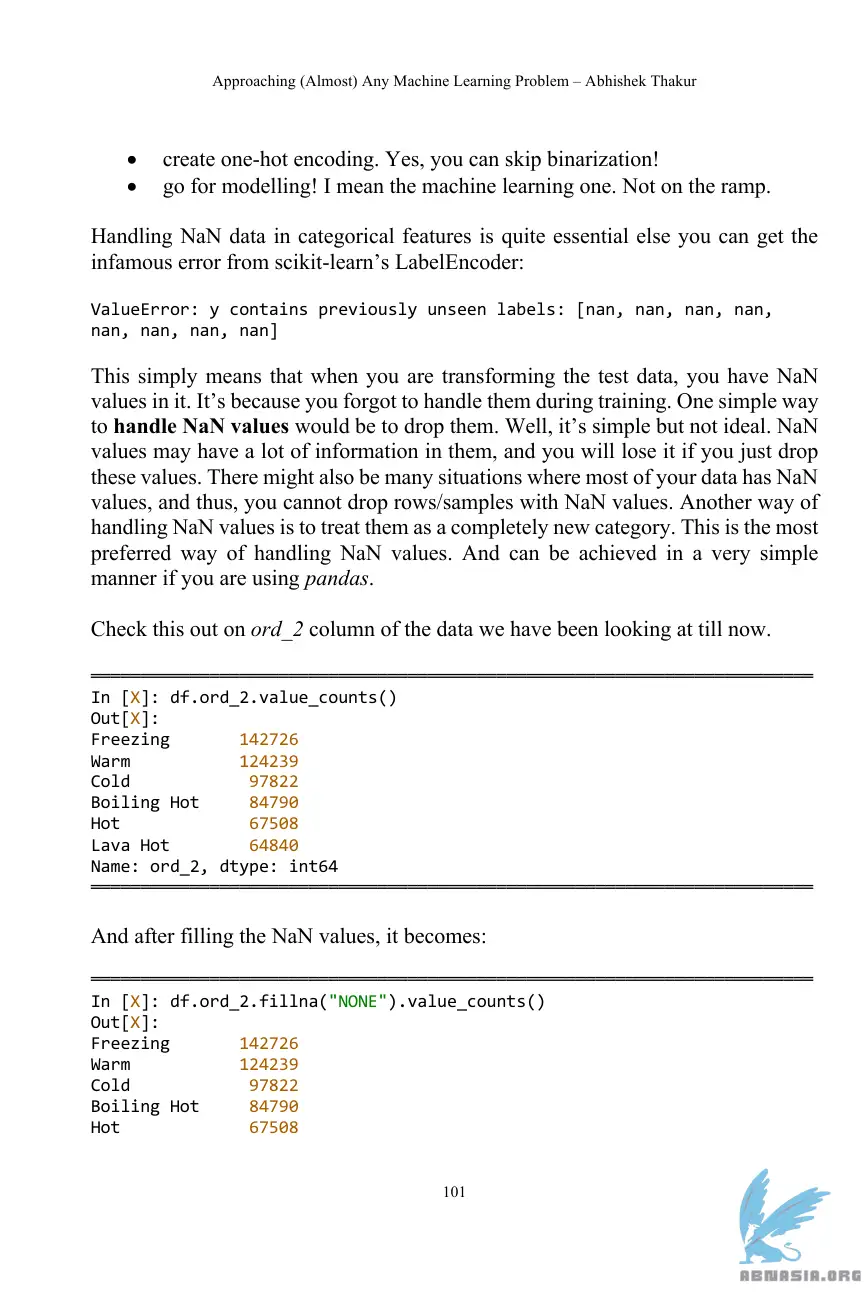 Approaching (Almost) Any Machine Learning Problem – Abhishek Thakur
• create one-hot encoding. Yes, you can skip binarization!
• go for modelling! I mean the machine learning one. Not on the ramp.
Handling NaN data in categorical features is quite essential else you can get the
infamous error from scikit-learn’s LabelEncoder:
ValueError: y contains previously unseen labels: [nan, nan, nan, nan,
nan, nan, nan, nan]
This simply means that when you are transforming the test data, you have NaN
values in it. It’s because you forgot to handle them during training. One simple way
to handle NaN values would be to drop them. Well, it’s simple but not ideal. NaN
values may have a lot of information in them, and you will lose it if you just drop
these values. There might also be many situations where most of your data has NaN
values, and thus, you cannot drop rows/samples with NaN values. Another way of
handling NaN values is to treat them as a completely new category. This is the most
preferred way of handling NaN values. And can be achieved in a very simple
manner if you are using pandas.
Check this out on ord_2 column of the data we have been looking at till now.
In [X]: df.ord_2.value_counts()
Out[X]:
Freezing 142726
Warm 124239
Cold 97822
Boiling Hot 84790
Hot 67508
Lava Hot 64840
Name: ord_2, dtype: int64
And after filling the NaN values, it becomes:
In [X]: df.ord_2.fillna("NONE").value_counts()
Out[X]:
Freezing 142726
Warm 124239
Cold 97822
Boiling Hot 84790
Hot 67508
101
ABNASIA.ORG